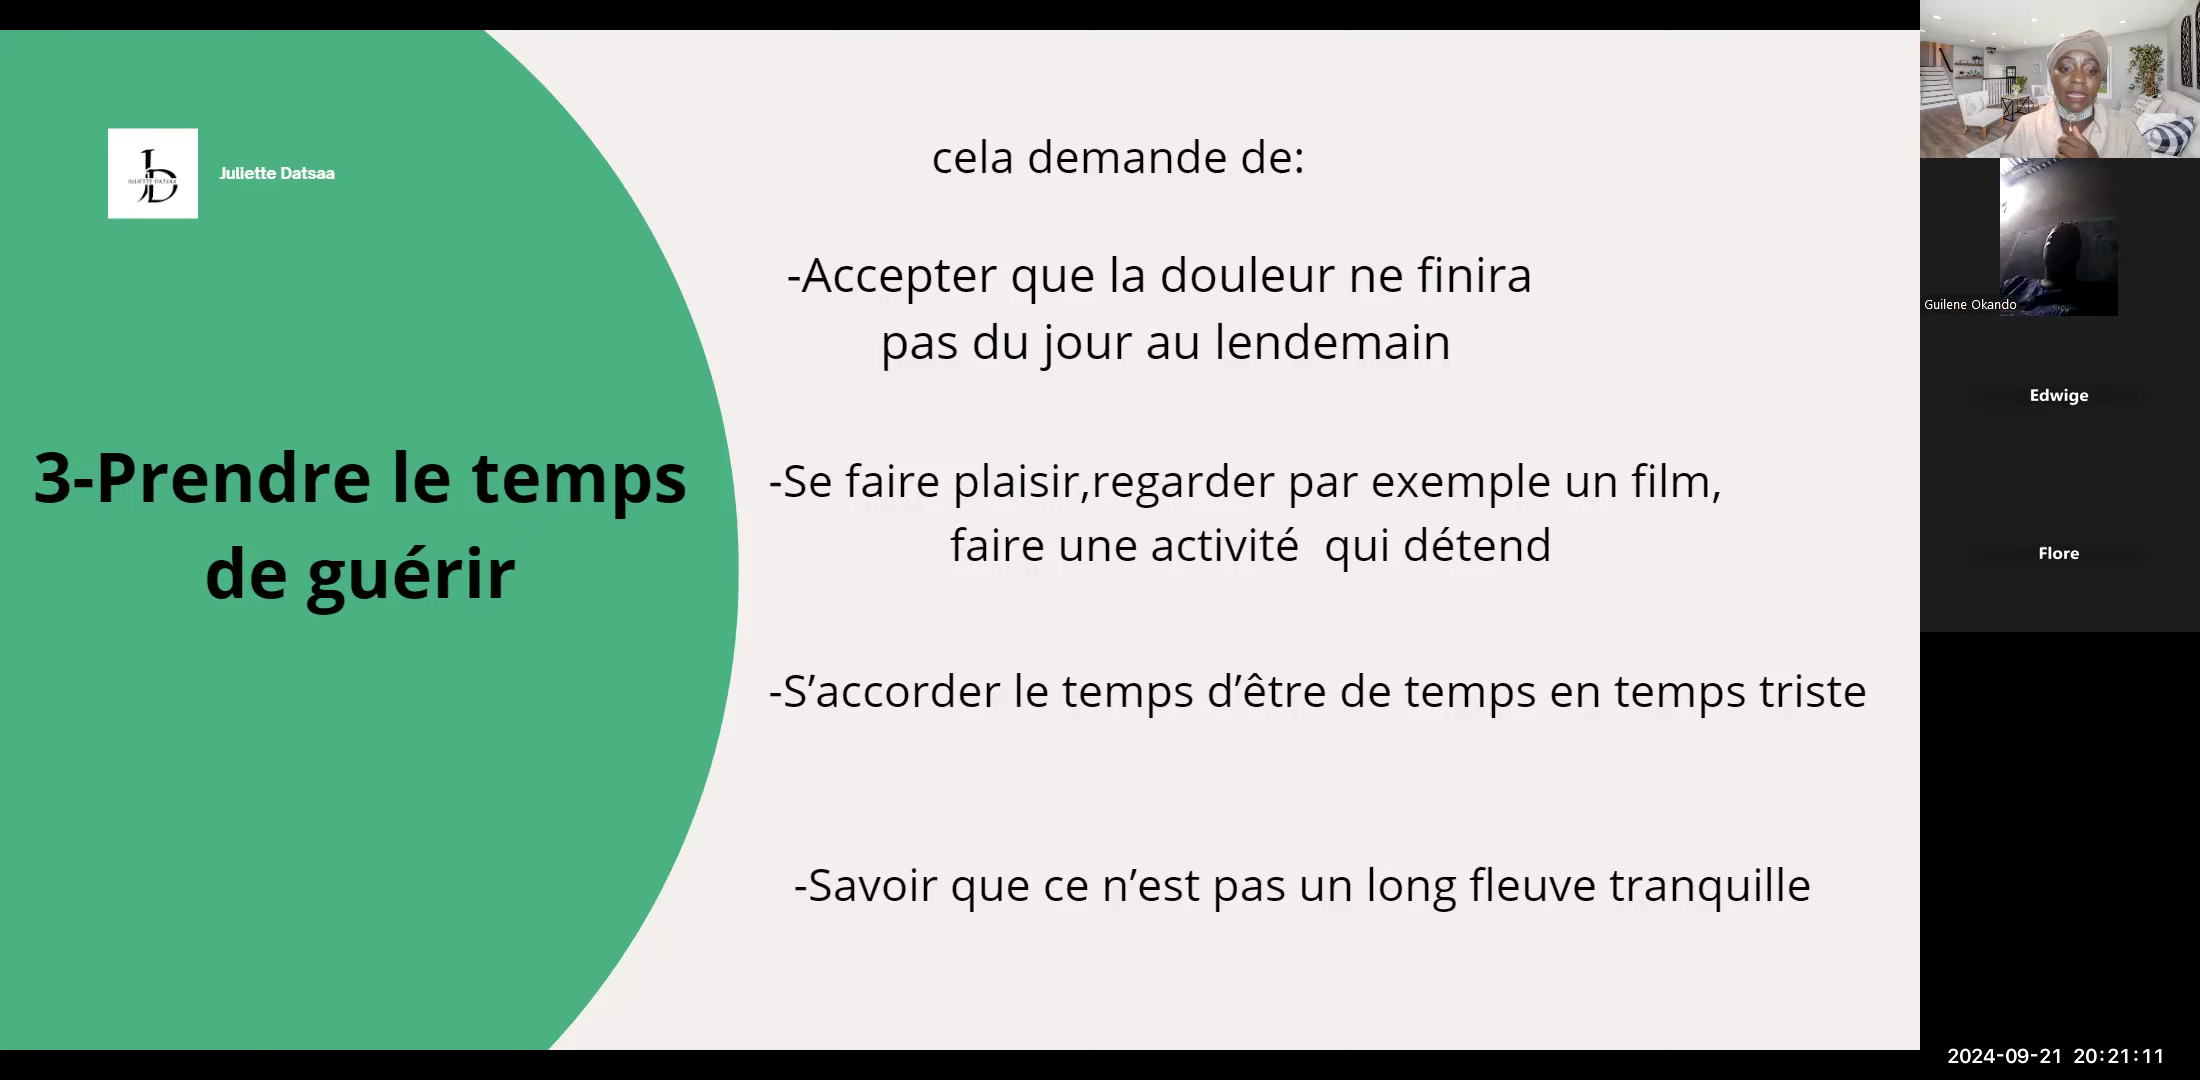 JULIETTE DATSAA
Juliette Datsaa
3-Prendre le temps
de guérir
cela demande de:
-Accepter que la douleur ne finira
pas du jour au lendemain
-Se faire plaisir,regarder par exemple un film,
faire une activité  qui détend
-S’accorder le temps d’être de temps en temps triste
-Savoir que ce n’est pas un long fleuve tranquille
Guilene Okando
Edwige
Flore
2024-09-21 20:21:11